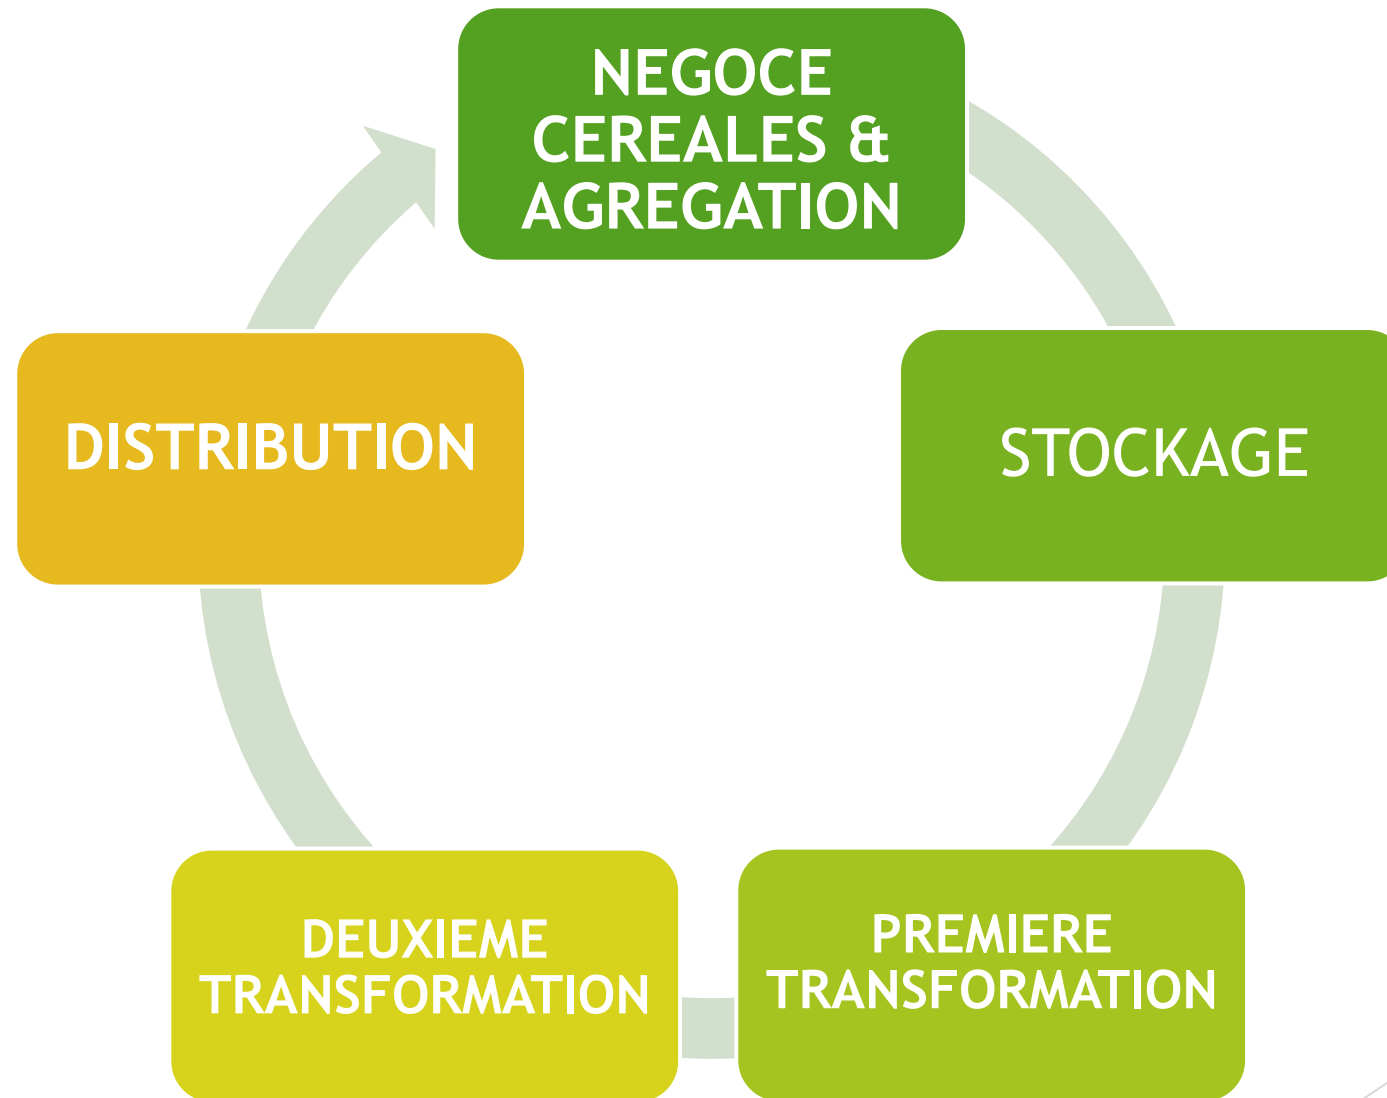 NEGOCE
CEREALES &
AGREGATION
DISTRIBUTION
STOCKAGE
DEUXIEME
TRANSFORMATION
PREMIERE
TRANSFORMATION